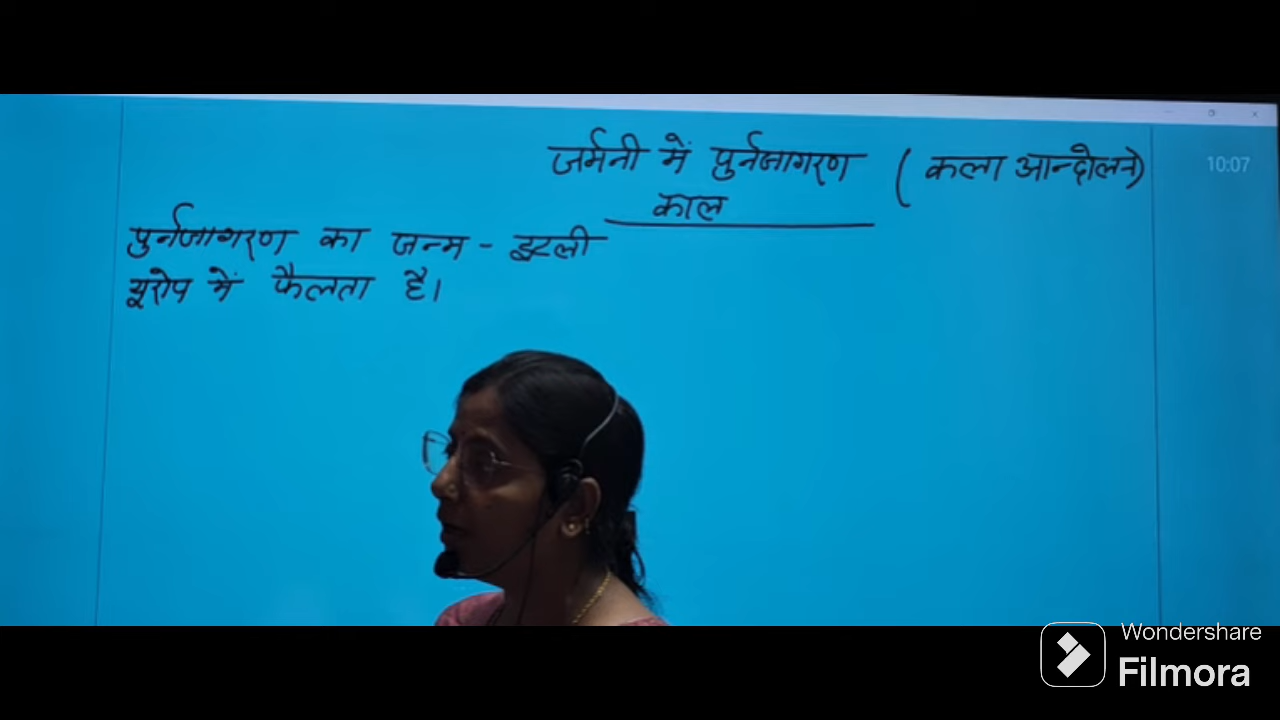 जर्मनी में पुर्नजागरण ( कला आन्दोलन)
काल
10:07
पुर्नजागरण का जन्म - इटली
यूरोप में फैलता है।
Wondershare
Filmora